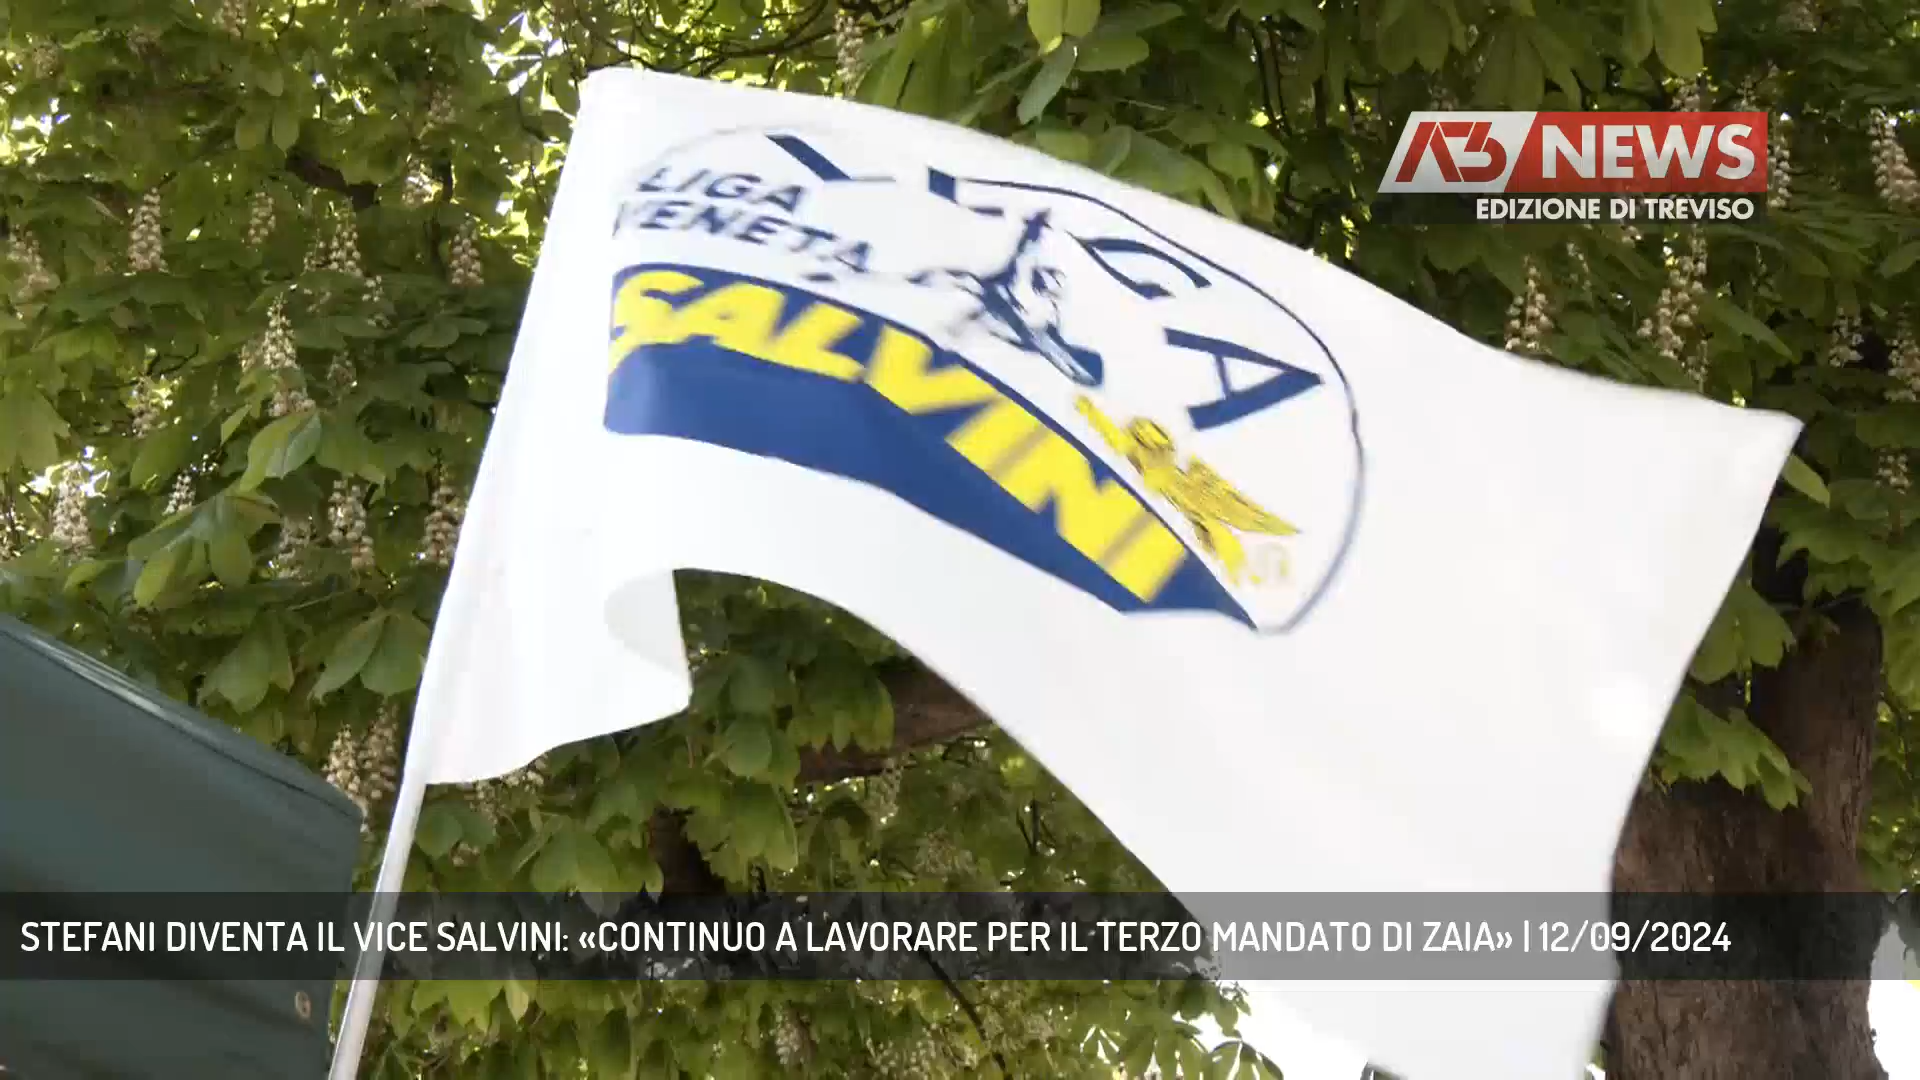 A3 NEWS
EDIZIONE DI TREVISO
LEGA
LIGA
VENETA
SALVINI
STEFANI DIVENTA IL VICE SALVINI: «CONTINUO A LAVORARE PER IL TERZO MANDATO DI ZAIA» | 12/09/2024